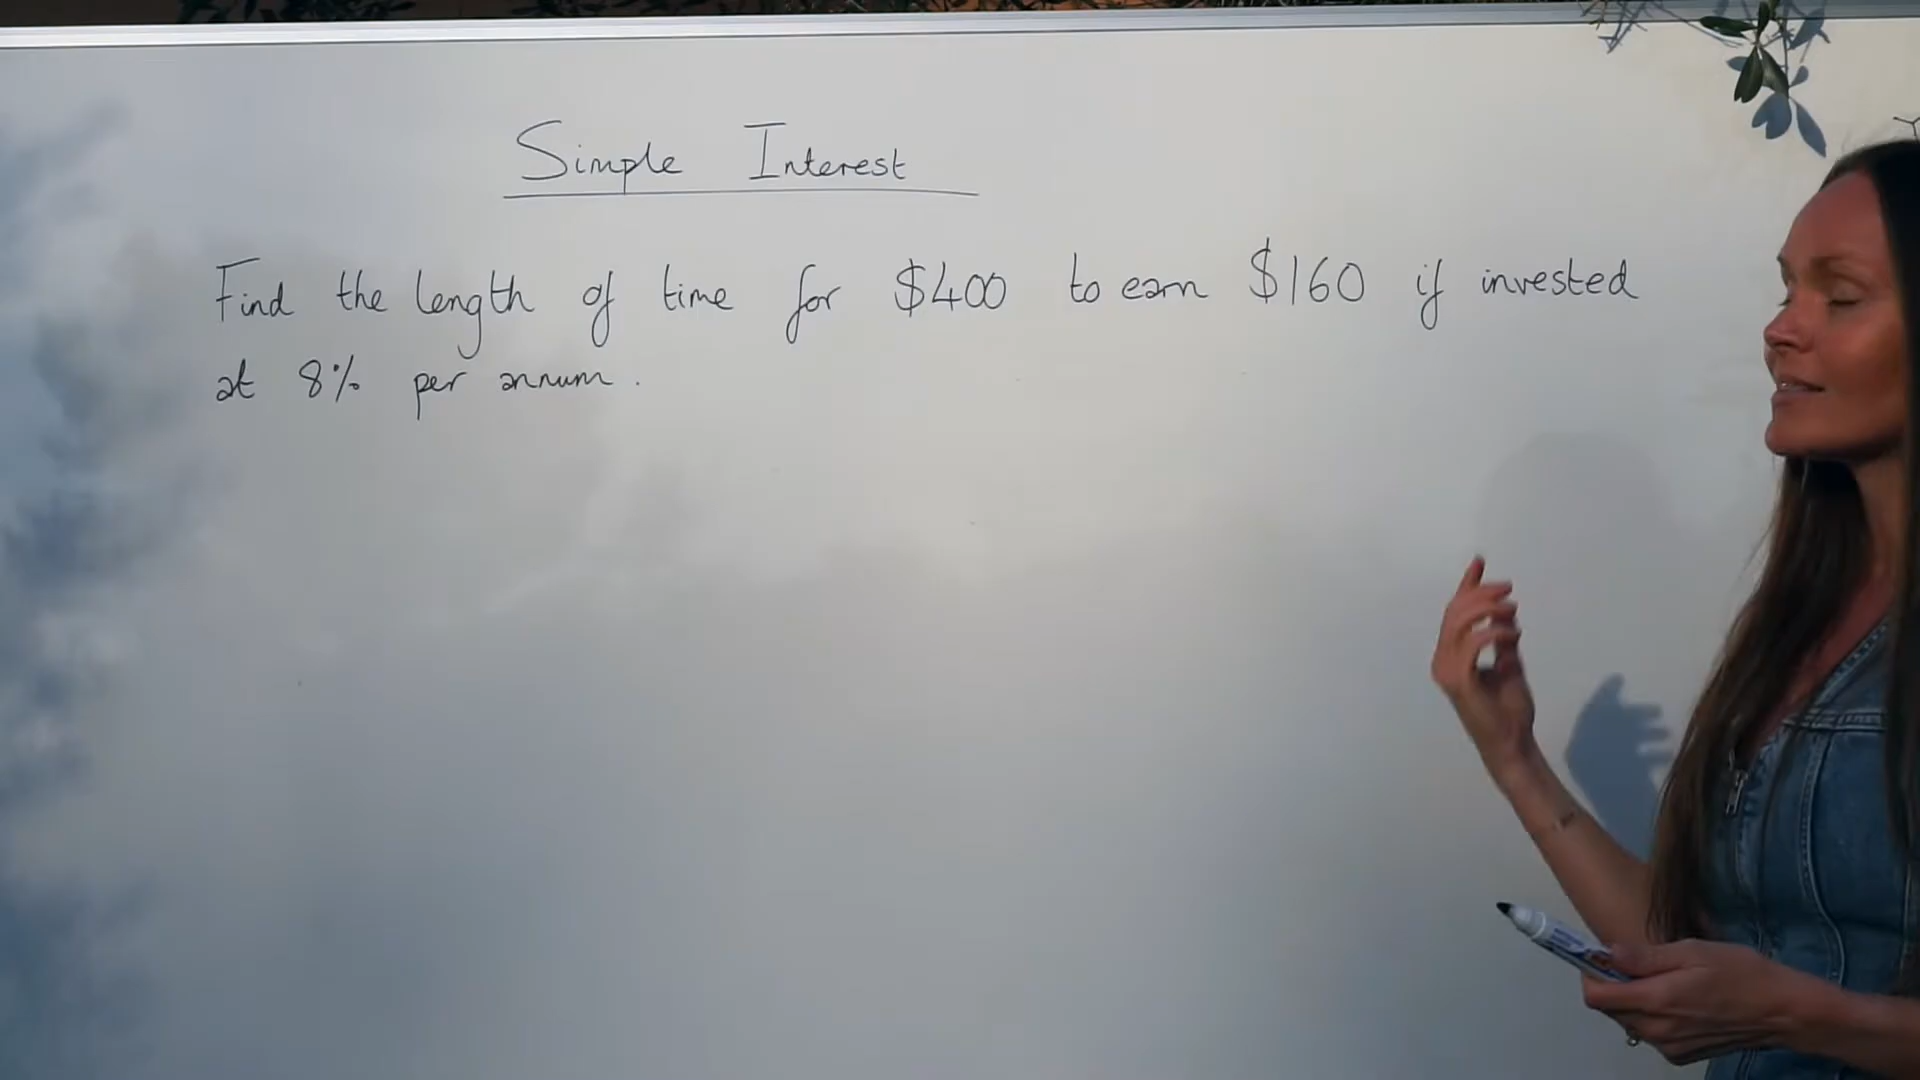 Simple Interest
Find the length of time for $400 to earn $160 if invested
at 8% per annum.